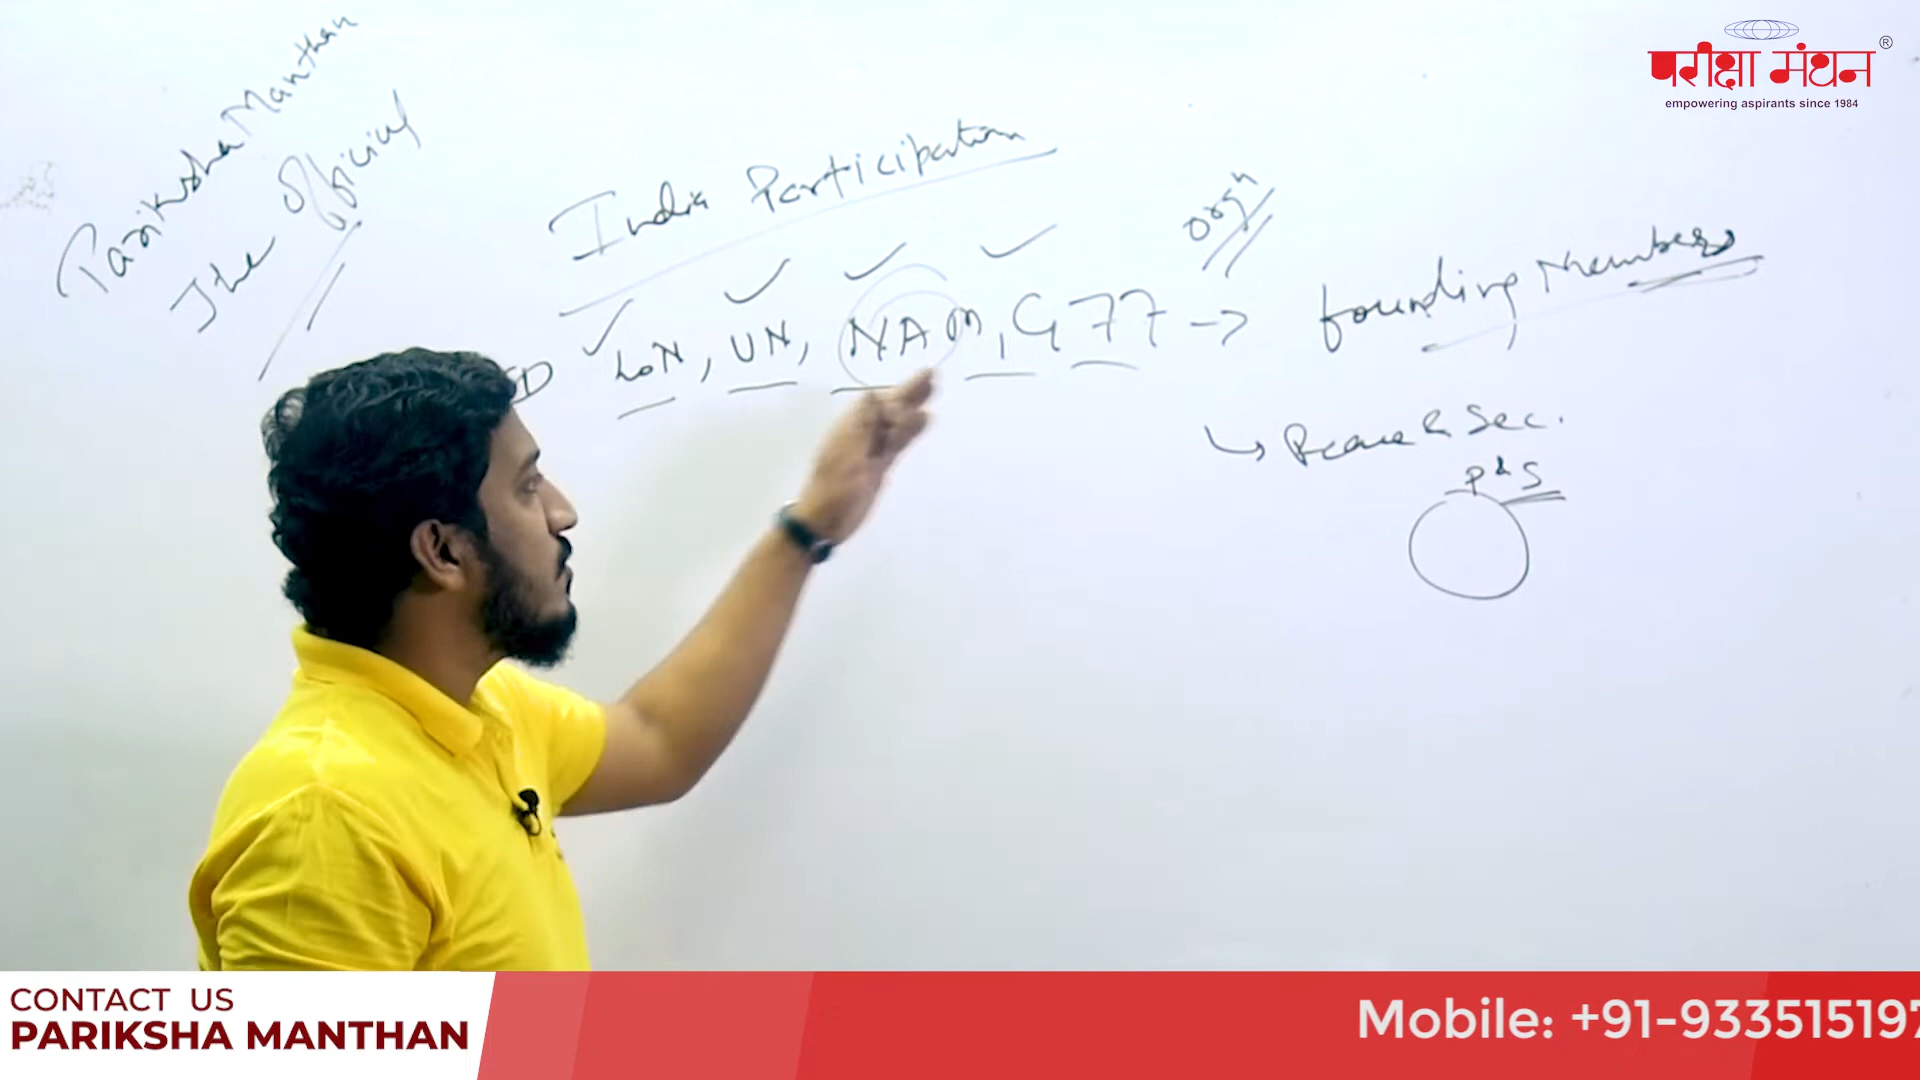 परीक्षा मंथन ®
empowering aspirants since 1984
Pariksha Manthan
The Official
India Participation
Orgn
LoN, UN, NAM, G77 → founding Members
↳ Peace & Sec.
P & S
CONTACT US
PARIKSHA MANTHAN
Mobile: +91-933515197